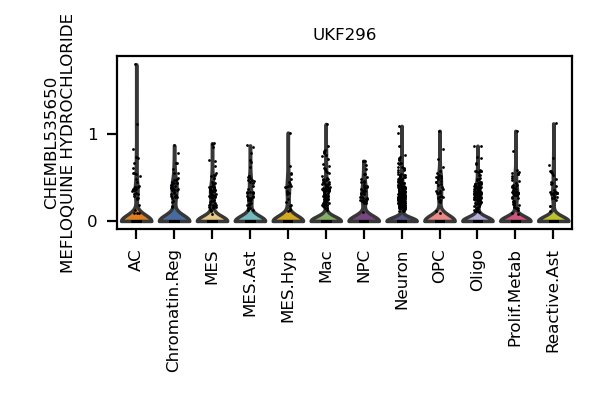 UKF296
CHEMBL535650
MEFLOQUINE HYDROCHLORIDE
1
0
AC
Chromatin.Reg
MES
MES.Ast
MES.Hyp
Mac
NPC
Neuron
OPC
Oligo
Prolif.Metab
Reactive.Ast